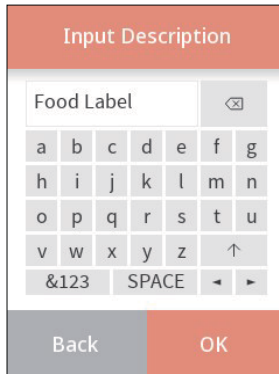 Input Description
Food Label
a b c d e f g
h i j k l m n
o p q r s t u
v w x y z ↑
&123 SPACE ◄ ►
Back OK